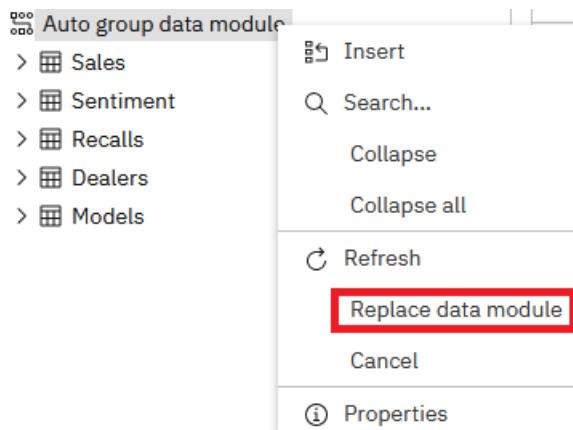 Auto group data module
Sales
Sentiment
Recalls
Dealers
Models
Insert
Search...
Collapse
Collapse all
Refresh
Replace data module
Cancel
Properties